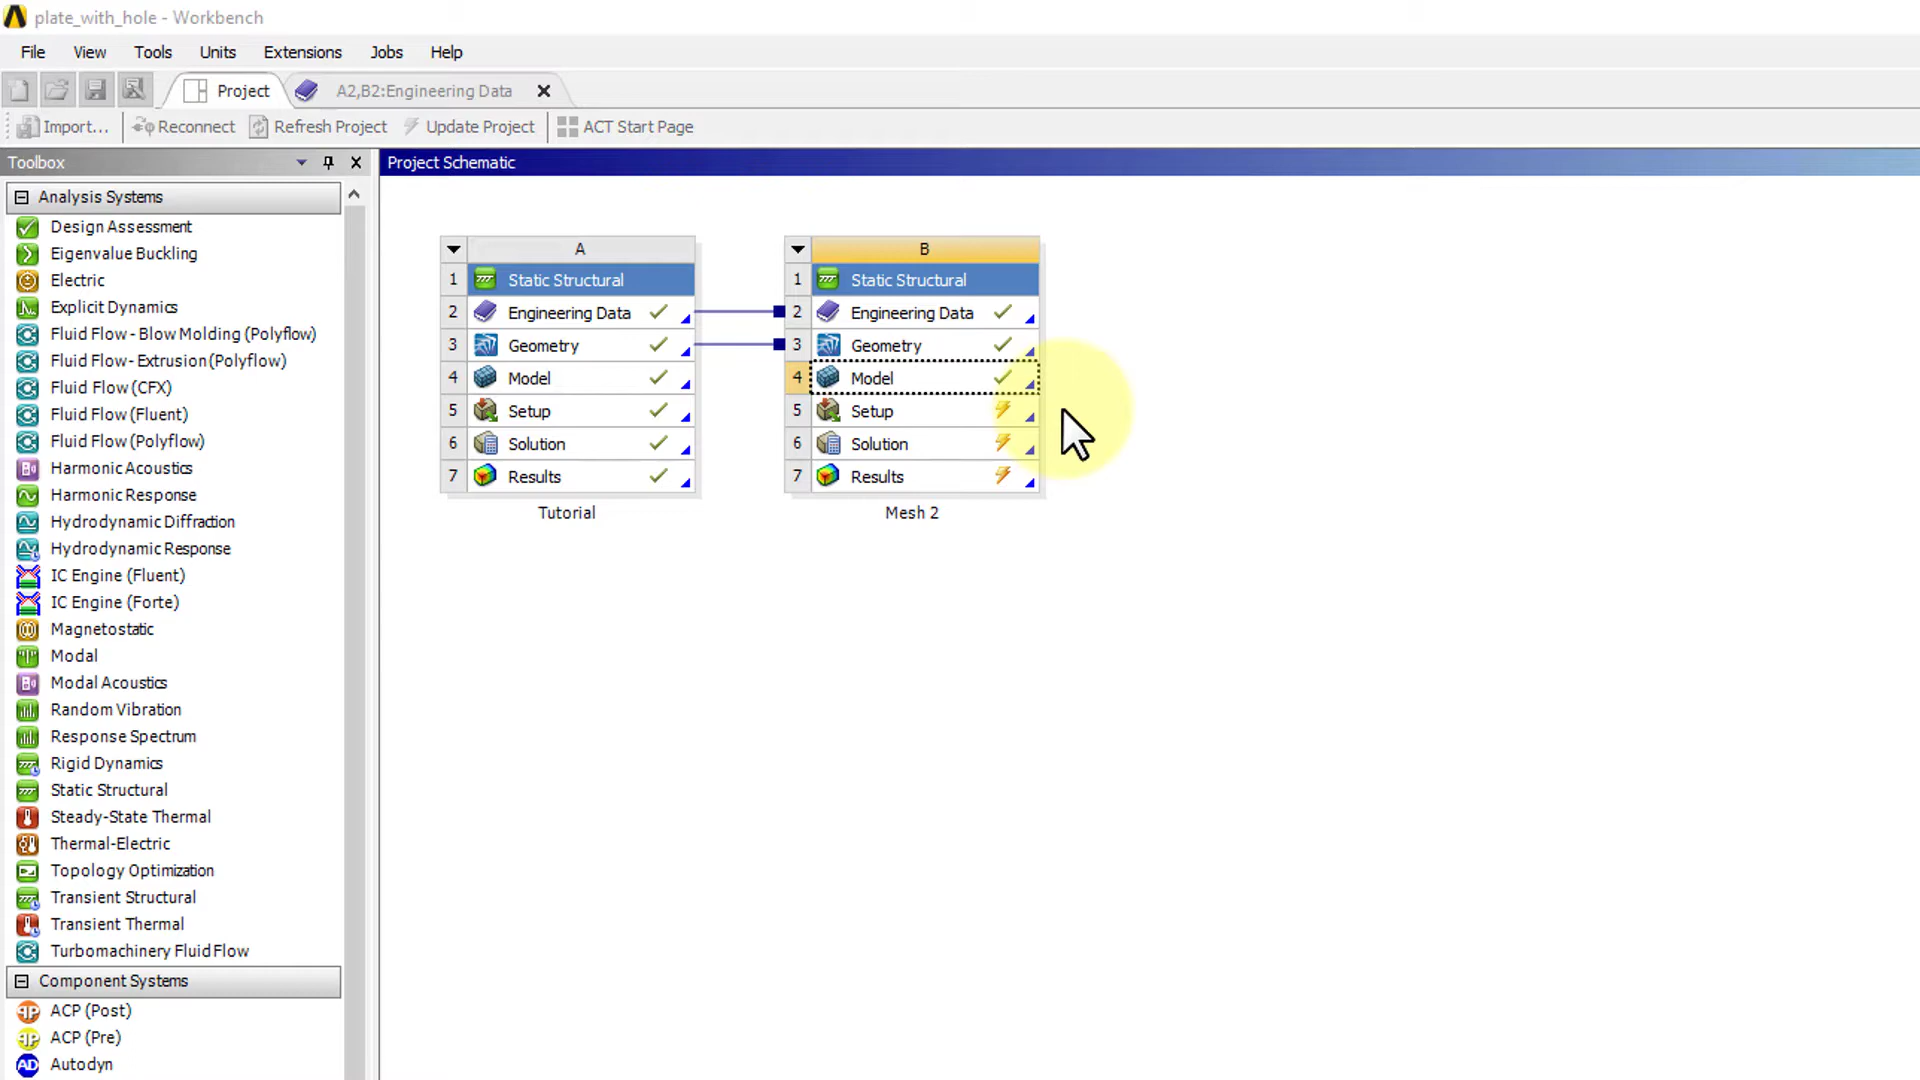 plate_with_hole - Workbench
File View Tools Units Extensions Jobs Help
Project A2,B2:Engineering Data
Import... Reconnect Refresh Project Update Project ACT Start Page
Toolbox
Project Schematic
Analysis Systems
Design Assessment
Eigenvalue Buckling
Electric
Explicit Dynamics
Fluid Flow - Blow Molding (Polyflow)
Fluid Flow- Extrusion (Polyflow)
Fluid Flow (CFX)
Fluid Flow (Fluent)
Fluid Flow (Polyflow)
Harmonic Acoustics
Harmonic Response
Hydrodynamic Diffraction
Hydrodynamic Response
IC Engine (Fluent)
IC Engine (Forte)
Magnetostatic
Modal
Modal Acoustics
Random Vibration
Response Spectrum
Rigid Dynamics
Static Structural
Steady-State Thermal
Thermal-Electric
Topology Optimization
Transient Structural
Transient Thermal
Turbomachinery Fluid Flow
Component Systems
ACP (Post)
ACP (Pre)
Autodyn
A
1 Static Structural
2 Engineering Data
3 Geometry
4 Model
5 Setup
6 Solution
7 Results
Tutorial
B
1 Static Structural
2 Engineering Data
3 Geometry
4 Model
5 Setup
6 Solution
7 Results
Mesh 2